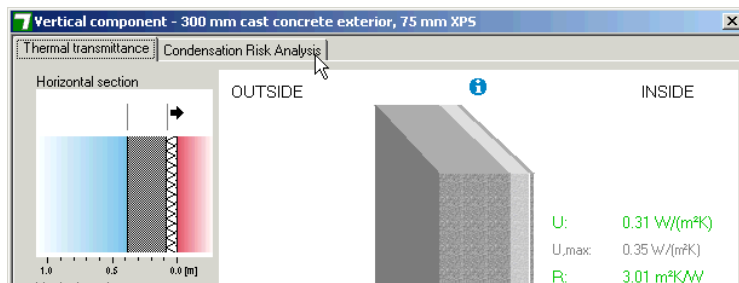 Vertical component - 300 mm cast concrete exterior, 75 mm XPS
Thermal transmittance Condensation Risk Analysis
Horizontal section
OUTSIDE INSIDE
U: 0.31 W/(m²K)
U,max: 0.35 W/(m²K)
1.0 0.5 0.0 [m]
R: 3.01 m²K/W